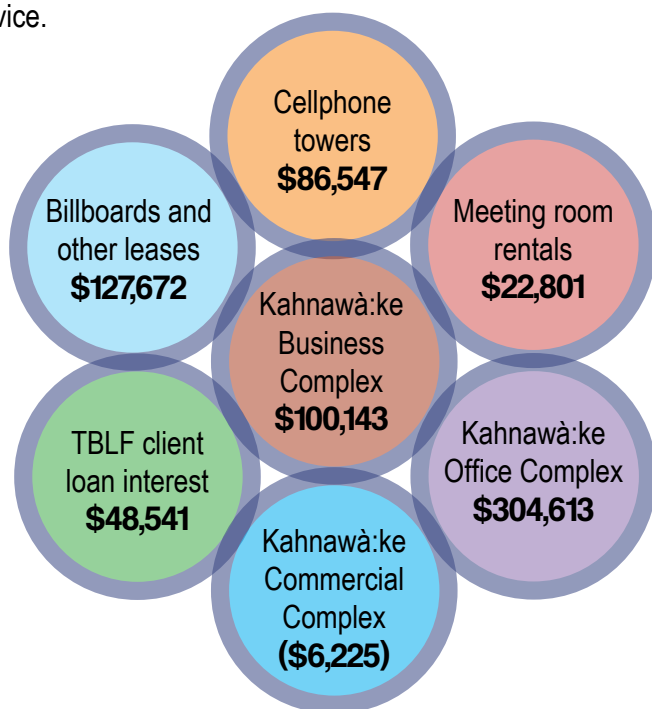 vice.
Cellphone
towers
$86,547
Billboards and
other leases
$127,672
Meeting room
rentals
$22,801
Kahnawà:ke
Business
Complex
$100,143
TBLF client
loan interest
$48,541
Kahnawà:ke
Office Complex
$304,613
Kahnawà:ke
Commercial
Complex
($6,225)